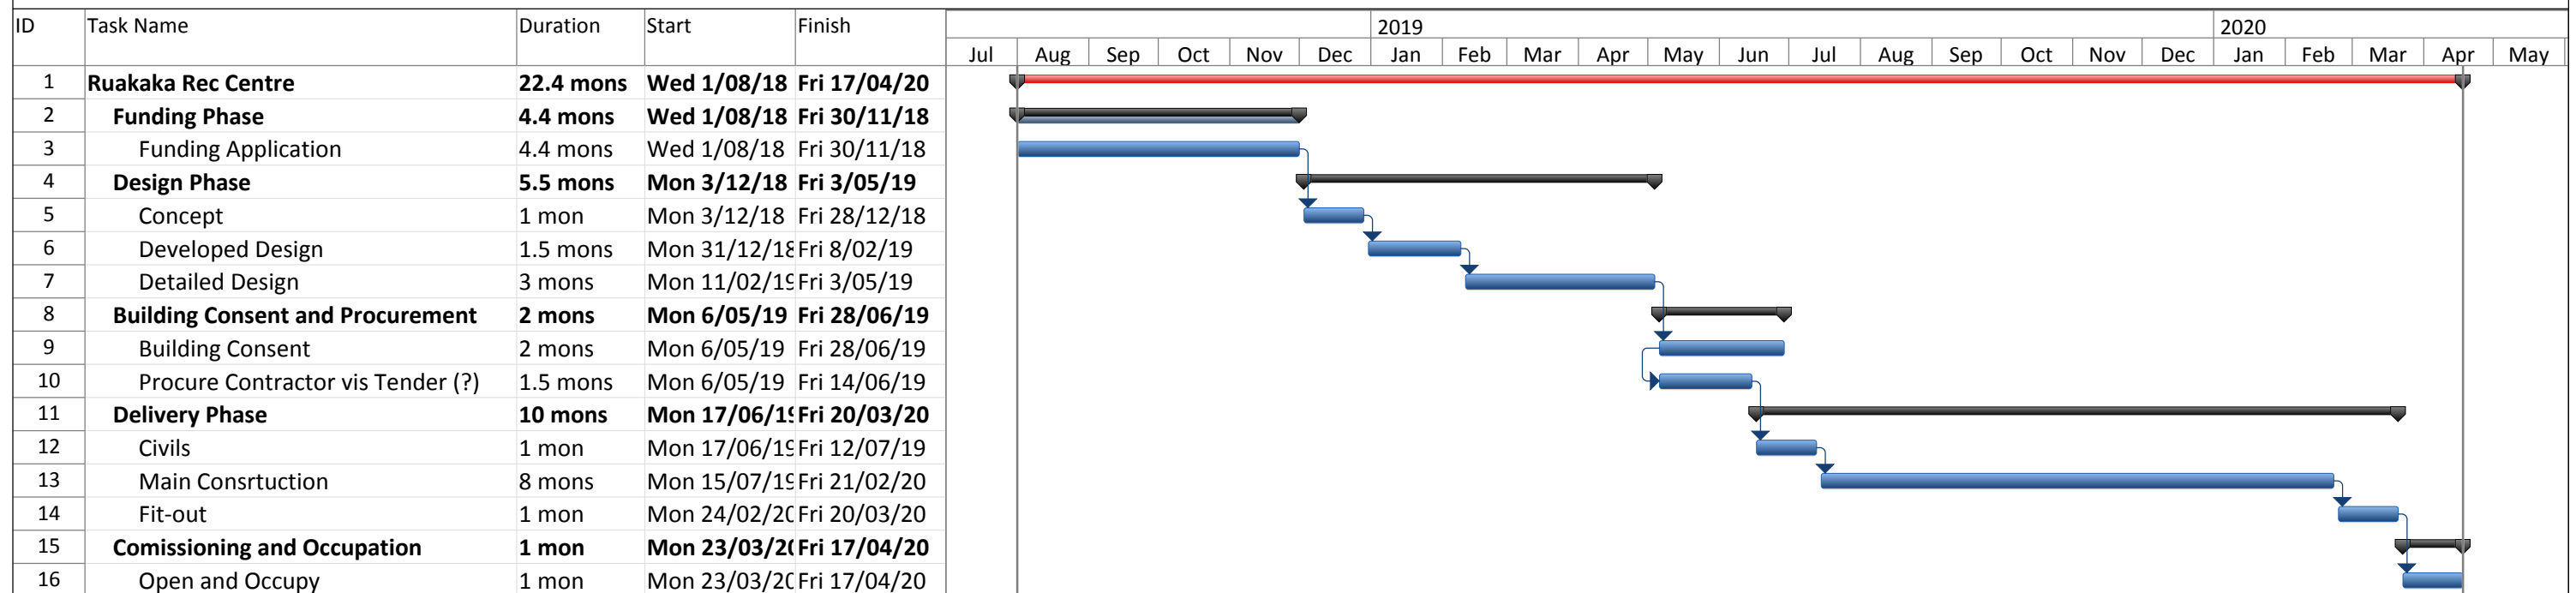 ID Task Name Duration Start Finish 2019 2020
Jul Aug Sep Oct Nov Dec Jan Feb Mar Apr May Jun Jul Aug Sep Oct Nov Dec Jan Feb Mar Apr May
1 Ruakaka Rec Centre 22.4 mons Wed 1/08/18 Fri 17/04/20
2 Funding Phase 4.4 mons Wed 1/08/18 Fri 30/11/18
3 Funding Application 4.4 mons Wed 1/08/18 Fri 30/11/18
4 Design Phase 5.5 mons Mon 3/12/18 Fri 3/05/19
5 Concept 1 mon Mon 3/12/18 Fri 28/12/18
6 Developed Design 1.5 mons Mon 31/12/18 Fri 8/02/19
7 Detailed Design 3 mons Mon 11/02/19 Fri 3/05/19
8 Building Consent and Procurement 2 mons Mon 6/05/19 Fri 28/06/19
9 Building Consent 2 mons Mon 6/05/19 Fri 28/06/19
10 Procure Contractor vis Tender (?) 1.5 mons Mon 6/05/19 Fri 14/06/19
11 Delivery Phase 10 mons Mon 17/06/19 Fri 20/03/20
12 Civils 1 mon Mon 17/06/19 Fri 12/07/19
13 Main Consrtuction 8 mons Mon 15/07/19 Fri 21/02/20
14 Fit-out 1 mon Mon 24/02/20 Fri 20/03/20
15 Comissioning and Occupation 1 mon Mon 23/03/20 Fri 17/04/20
16 Open and Occupy 1 mon Mon 23/03/20 Fri 17/04/20